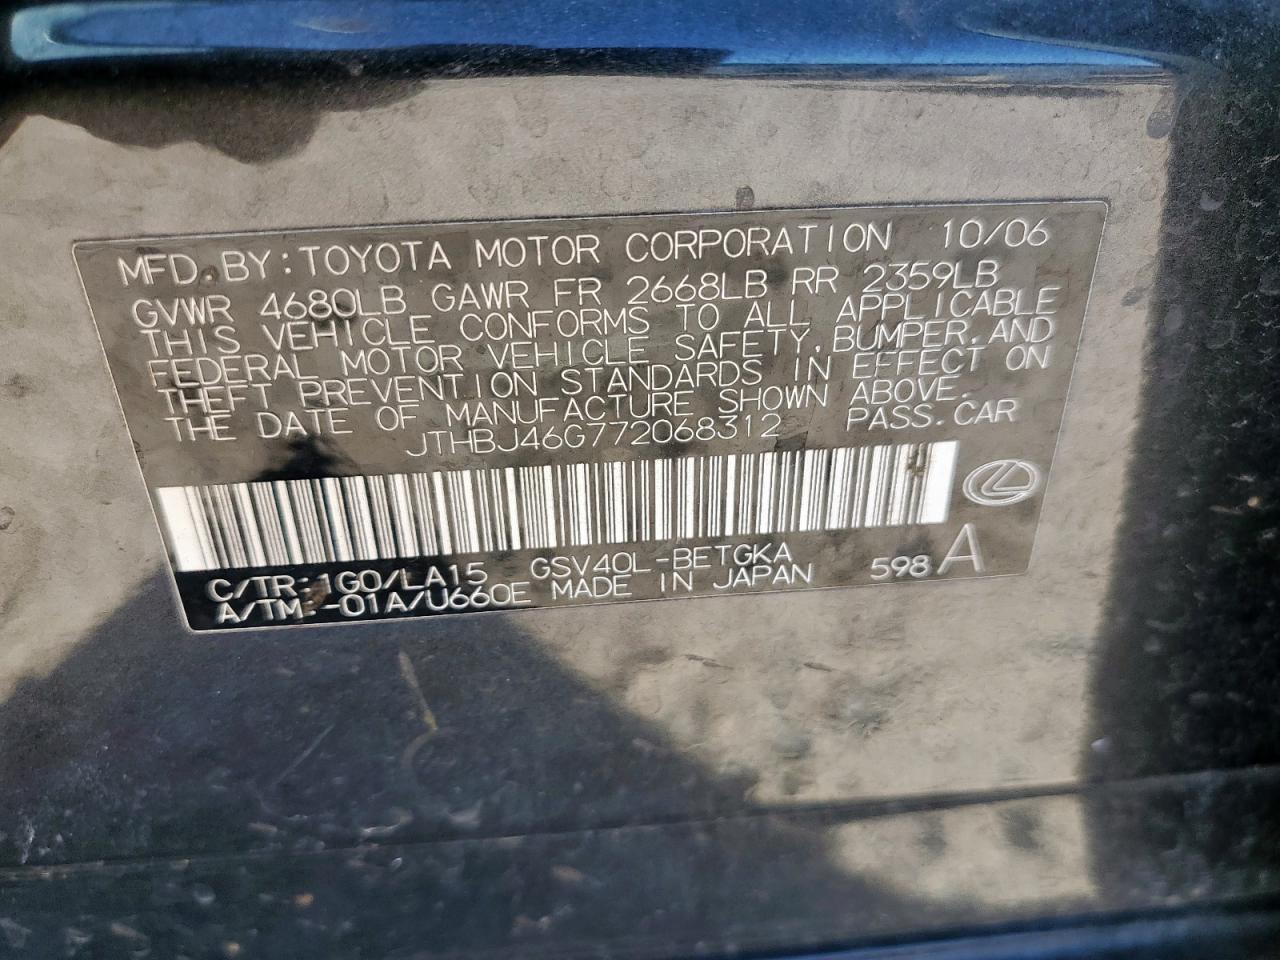 MFD.BY:TOYOTA MOTOR CORPORATION 10/06
GVWR 4680LB GAWR FR 2668LB RR 2359LB
THIS VEHICLE CONFORMS TO ALL APPLICABLE
FEDERAL MOTOR VEHICLE SAFETY, BUMPER, AND
THEFT PREVENTION STANDARDS IN EFFECT ON
THE DATE OF MANUFACTURE SHOWN ABOVE.
JTHBJ46G772068312 PASS.CAR
C/TR:1G0/LA15 GSV40L-BETGKA 598 A
A/TM:-01A/U660E MADE IN JAPAN